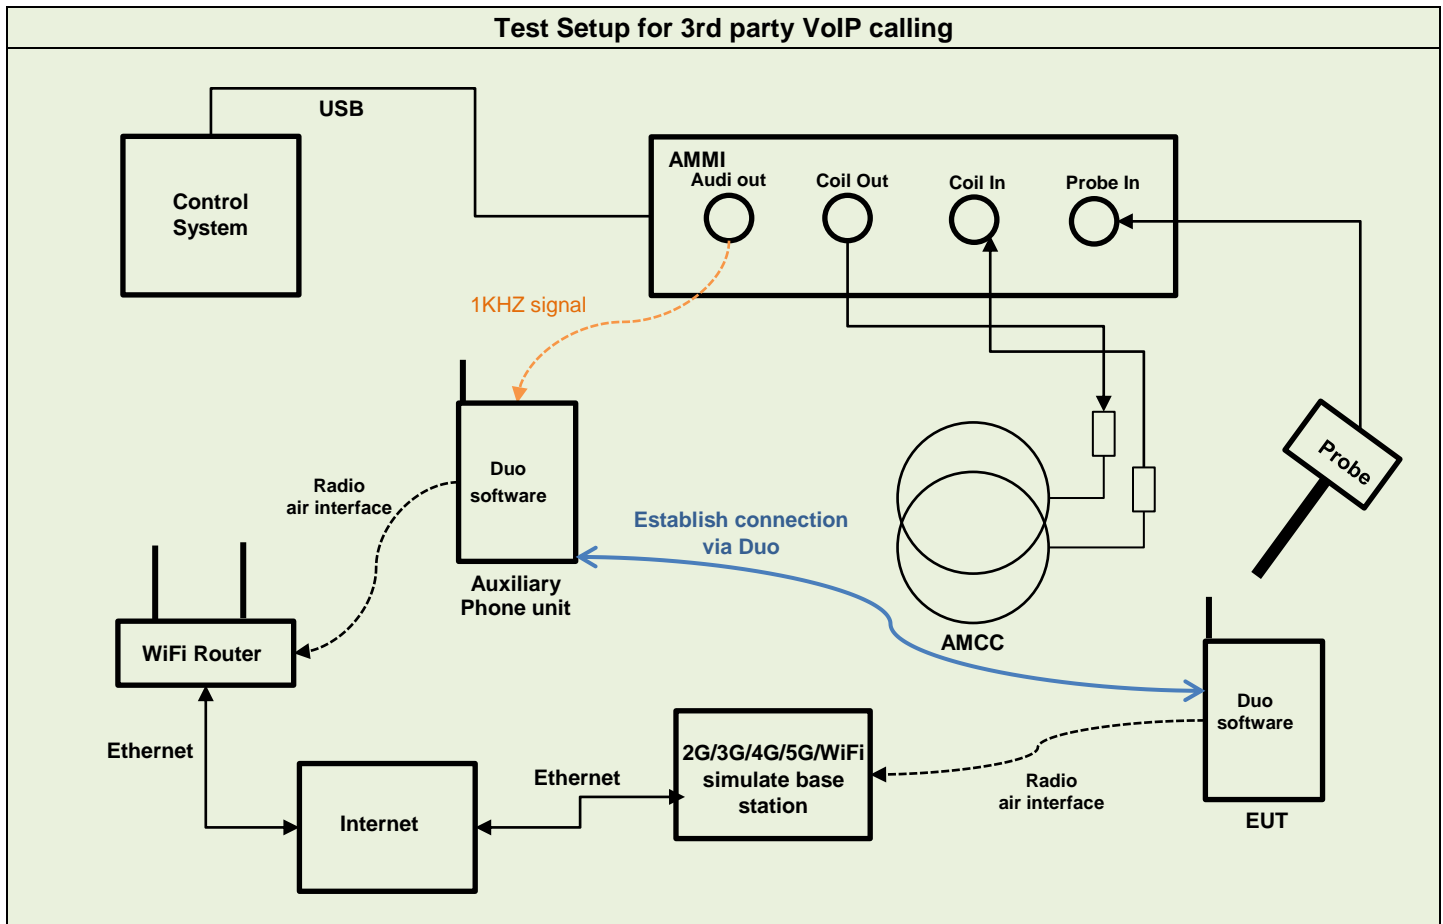 Test Setup for 3rd party VoIP calling
USB
Control
System
AMMI
Audi out
Coil Out
Coil In
Probe In
1KHZ signal
Probe
Duo
software
Radio
air interface
Establish connection
via Duo
Auxiliary
Phone unit
AMCC
WiFi Router
Duo
software
Ethernet
2G/3G/4G/5G/WiFi
simulate base
station
Ethernet
Radio
air interface
Internet
EUT